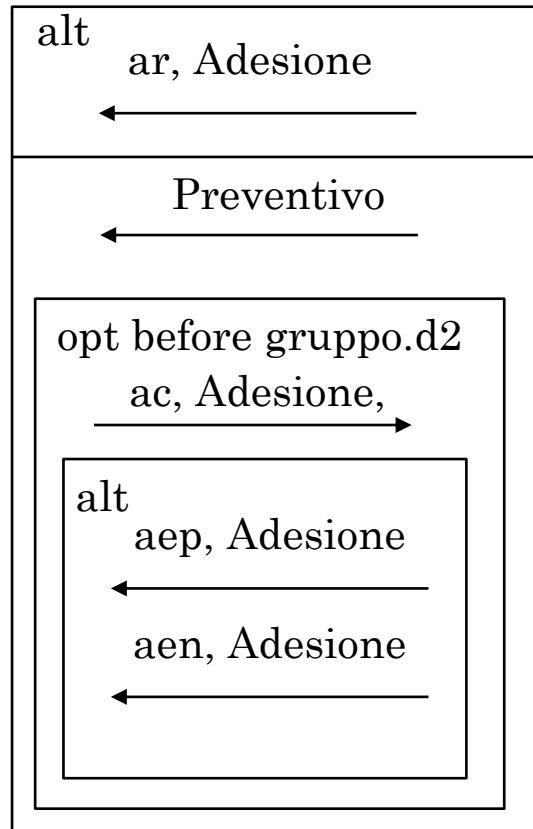 alt
ar, Adesione
Preventivo
opt before gruppo.d2
ac, Adesione,
alt
aep, Adesione
aen, Adesione